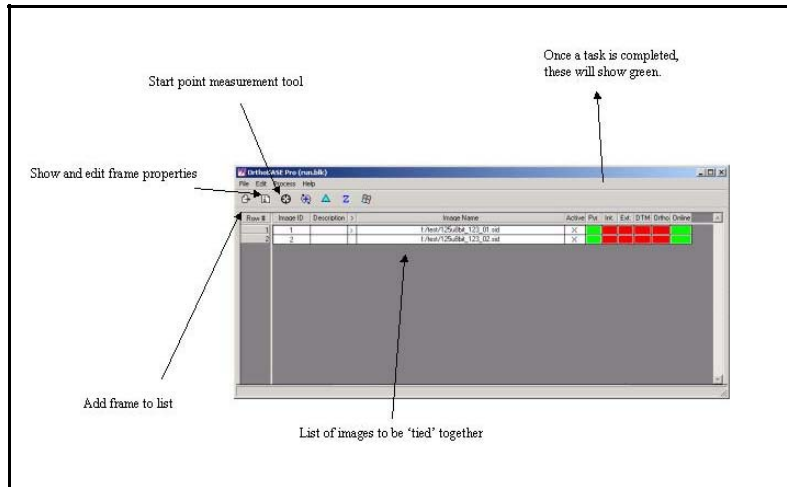 Once a task is completed,
these will show green.
Start point measurement tool
Show and edit frame properties
OrthoBASE Pro (run.blk)
File Edit Process Help
Row # Image ID Description > Image Name Active Pyr. Int. Ext. DTM Ortho Online
1 1 > f:/test/125u8bit_123_01.sid X
2 2 f:/test/125u8bit_123_02.sid X
Add frame to list
List of images to be ‘tied’ together